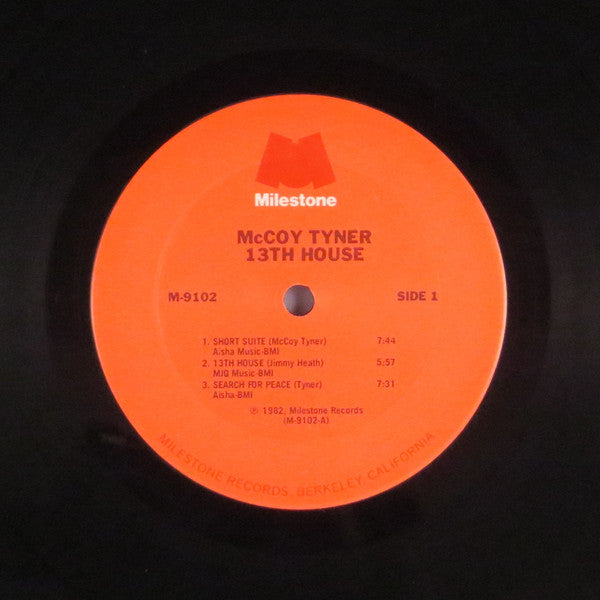 Milestone
McCOY TYNER
13TH HOUSE
M-9102 SIDE 1
1. SHORT SUITE (McCoy Tyner) 7:44
Aisha Music-BMI
2. 13TH HOUSE (Jimmy Heath) 5:57
MJQ Music-BMI
3. SEARCH FOR PEACE (Tyner) 7:31
Aisha-BMI
℗ 1982, Milestone Records
(M-9102-A)
MILESTONE RECORDS, BERKELEY, CALIFORNIA